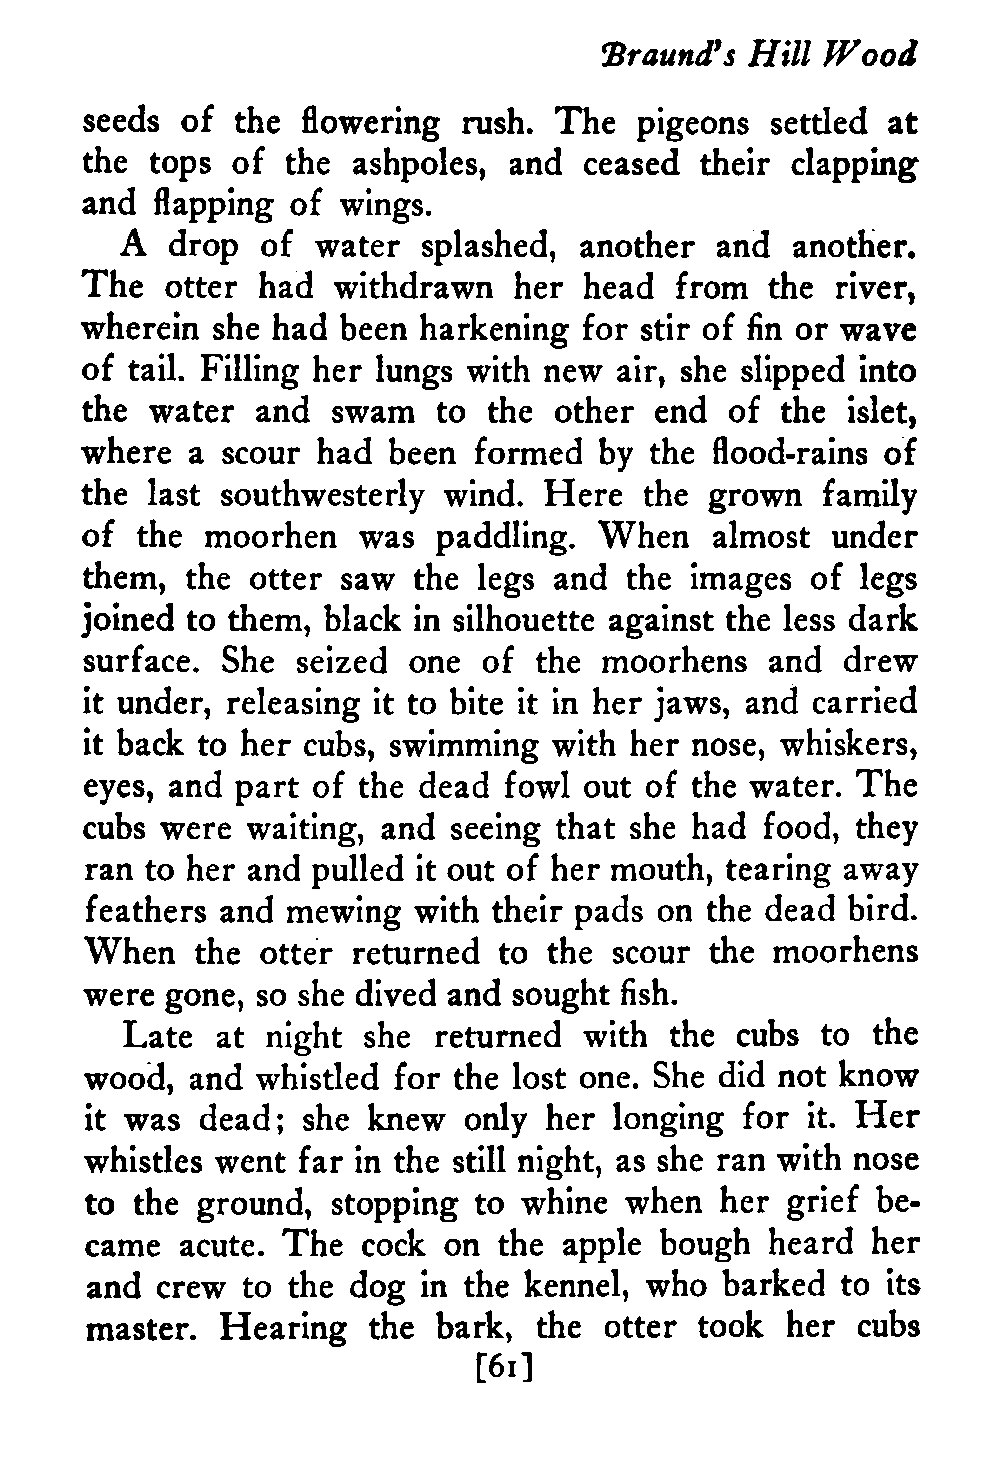 Braund's Hill Wood
seeds of the flowering rush. The pigeons settled at
the tops of the ashpoles, and ceased their clapping
and flapping of wings.
A drop of water splashed, another and another.
The otter had withdrawn her head from the river,
wherein she had been harkening for stir of fin or wave
of tail. Filling her lungs with new air, she slipped into
the water and swam to the other end of the islet,
where a scour had been formed by the flood-rains of
the last southwesterly wind. Here the grown family
of the moorhen was paddling. When almost under
them, the otter saw the legs and the images of legs
joined to them, black in silhouette against the less dark
surface. She seized one of the moorhens and drew
it under, releasing it to bite it in her jaws, and carried
it back to her cubs, swimming with her nose, whiskers,
eyes, and part of the dead fowl out of the water. The
cubs were waiting, and seeing that she had food, they
ran to her and pulled it out of her mouth, tearing away
feathers and mewing with their pads on the dead bird.
When the otter returned to the scour the moorhens
were gone, so she dived and sought fish.
Late at night she returned with the cubs to the
wood, and whistled for the lost one. She did not know
it was dead; she knew only her longing for it. Her
whistles went far in the still night, as she ran with nose
to the ground, stopping to whine when her grief be-
came acute. The cock on the apple bough heard her
and crew to the dog in the kennel, who barked to its
master. Hearing the bark, the otter took her cubs
[61]